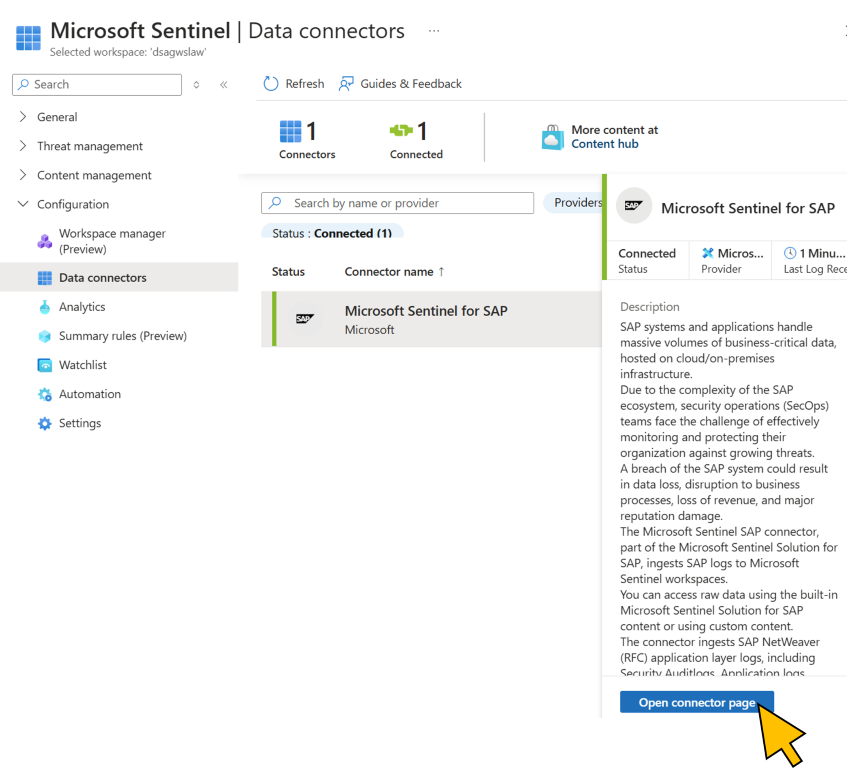 Microsoft Sentinel | Data connectors ...
Selected workspace: 'dsagwslaw'
Search
General
Threat management
Content management
Configuration
Workspace manager
(Preview)
Data connectors
Analytics
Summary rules (Preview)
Watchlist
Automation
Settings
Refresh
Guides & Feedback
1
Connectors
1
Connected
More content at
Content hub
Search by name or provider
Providers
Status : Connected (1)
Status
Connector name ↑
SAP
Microsoft Sentinel for SAP
Microsoft
SAP
Microsoft Sentinel for SAP
Connected
Status
Micros...
Provider
1 Minu...
Last Log Rece
Description
SAP systems and applications handle
massive volumes of business-critical data,
hosted on cloud/on-premises
infrastructure.
Due to the complexity of the SAP
ecosystem, security operations (SecOps)
teams face the challenge of effectively
monitoring and protecting their
organization against growing threats.
A breach of the SAP system could result
in data loss, disruption to business
processes, loss of revenue, and major
reputation damage.
The Microsoft Sentinel SAP connector,
part of the Microsoft Sentinel Solution for
SAP, ingests SAP logs to Microsoft
Sentinel workspaces.
You can access raw data using the built-in
Microsoft Sentinel Solution for SAP
content or using custom content.
The connector ingests SAP NetWeaver
(RFC) application layer logs, including
Security Auditlogs, Application logs
Open connector page